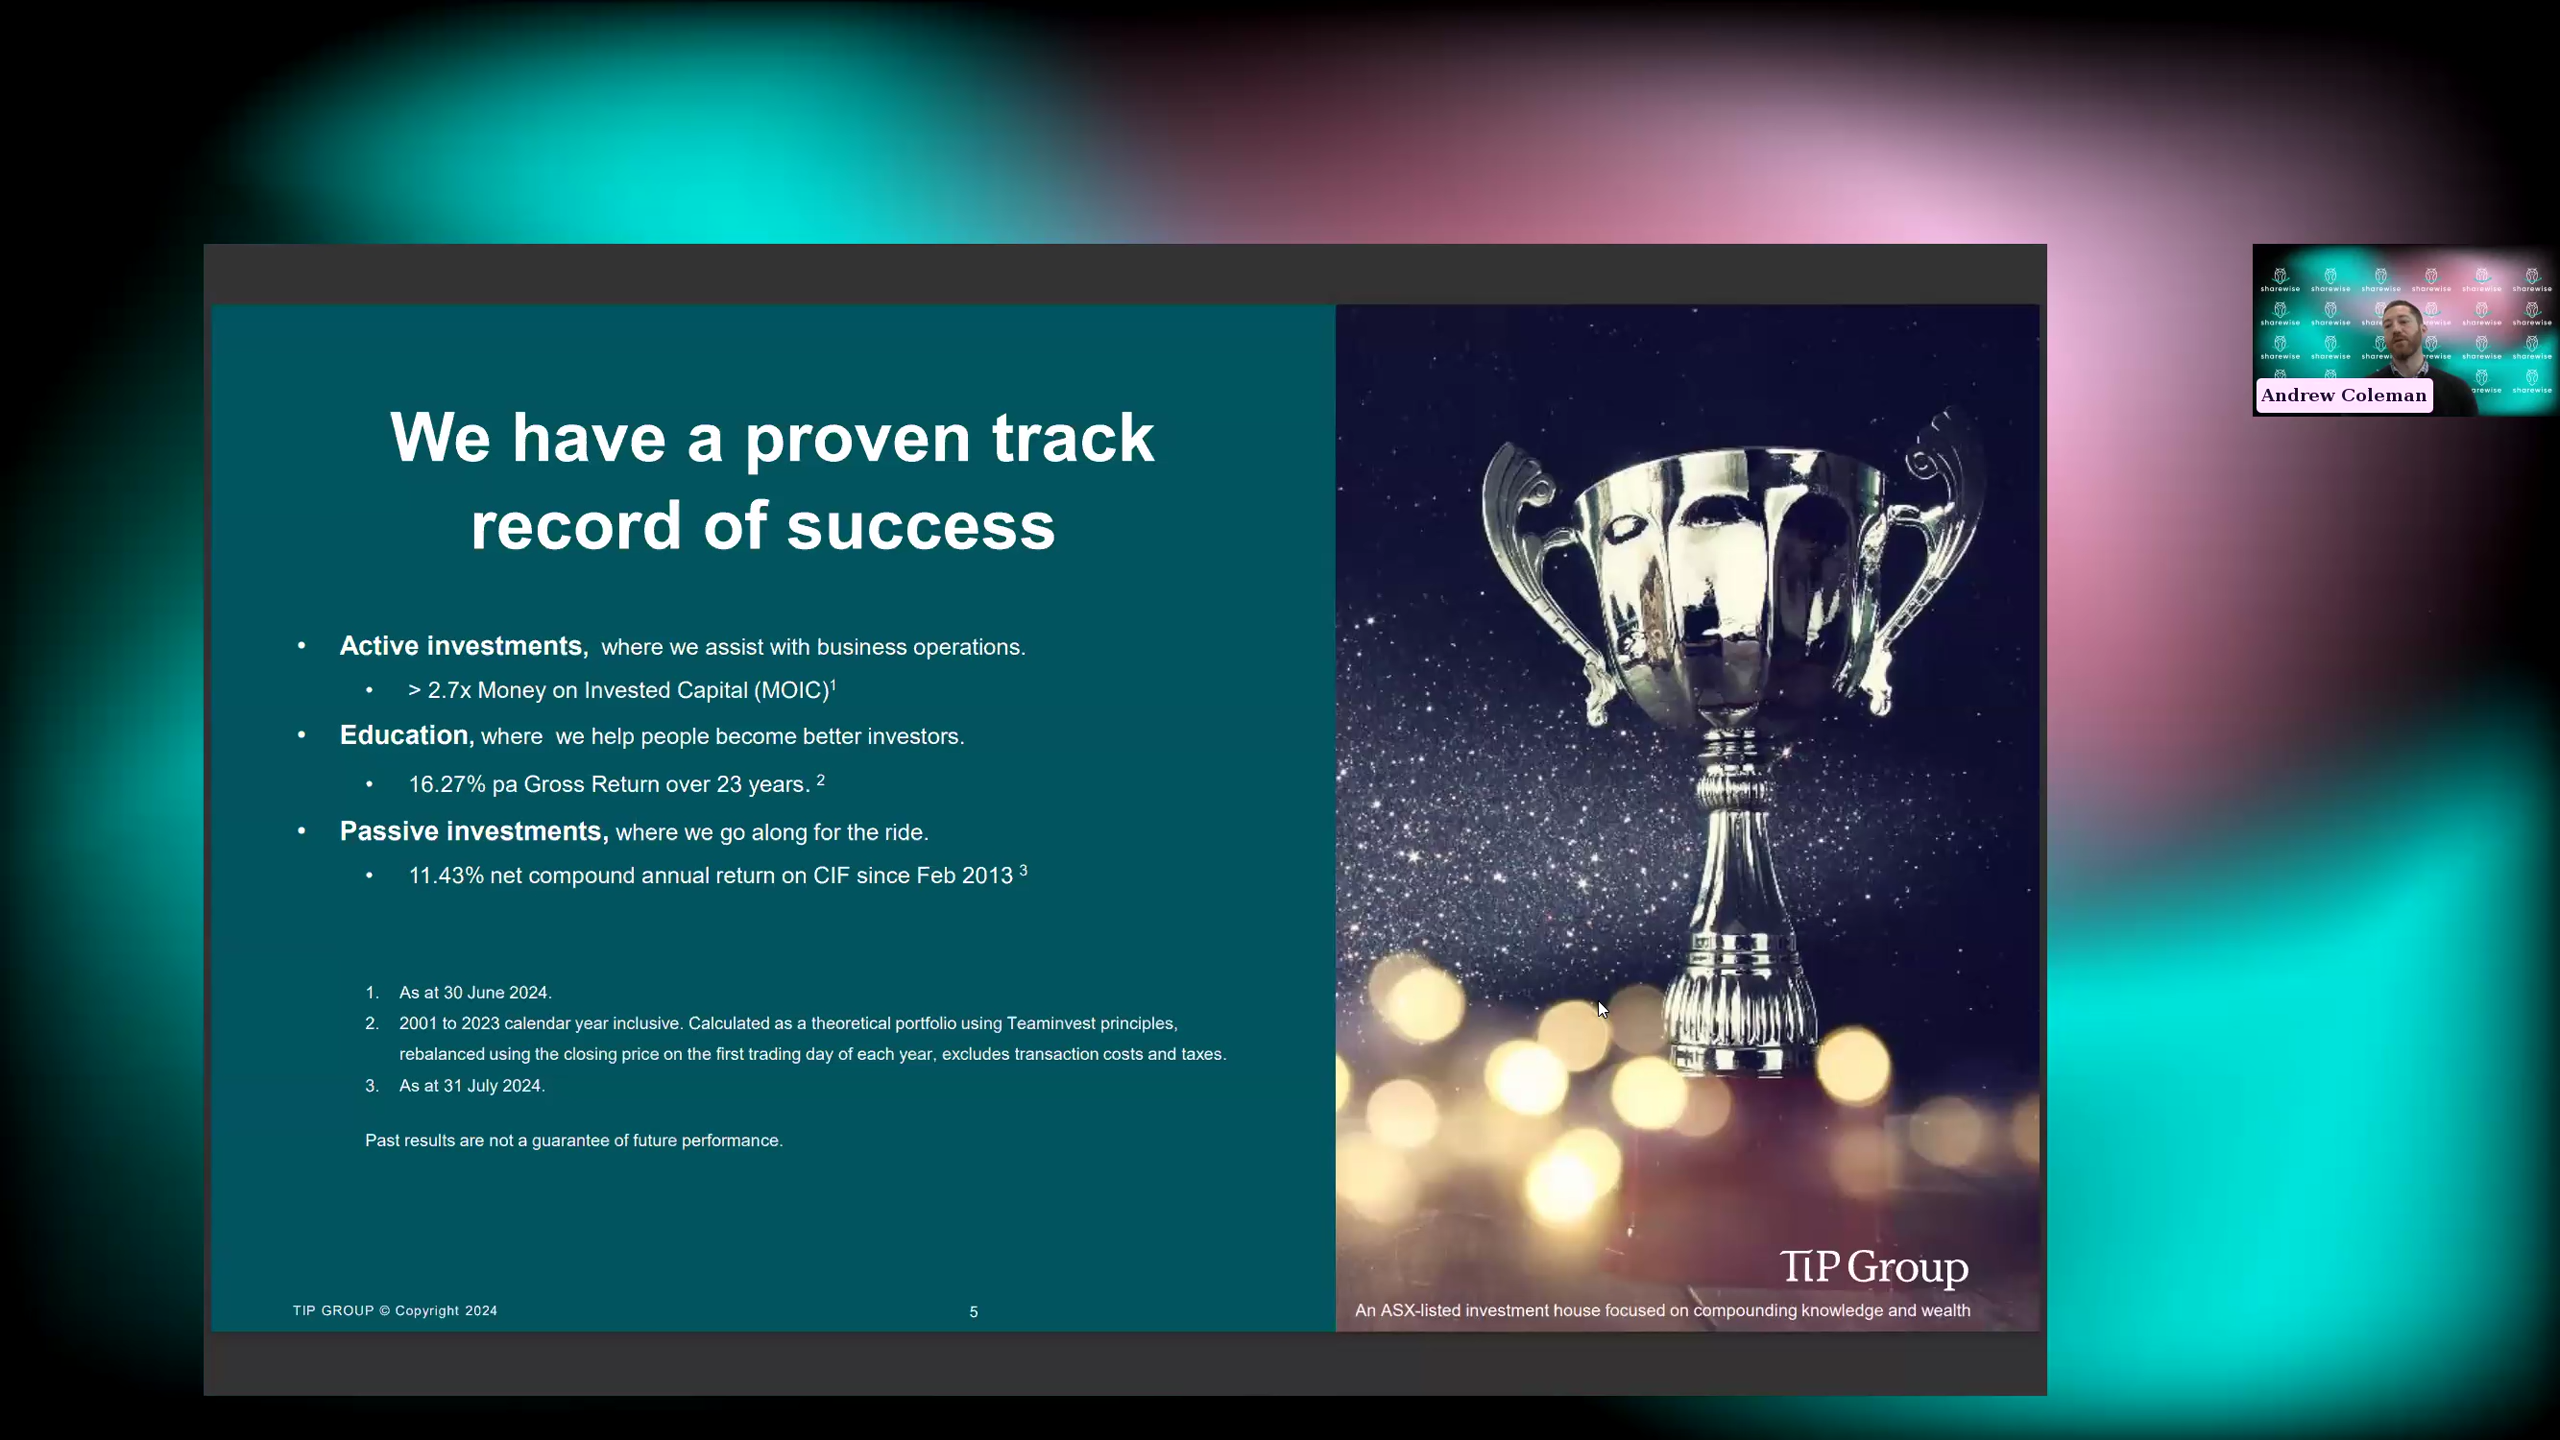 We have a proven track
record of success
• Active investments, where we assist with business operations.
• > 2.7x Money on Invested Capital (MOIC)¹
• Education, where we help people become better investors.
• 16.27% pa Gross Return over 23 years. ²
• Passive investments, where we go along for the ride.
• 11.43% net compound annual return on CIF since Feb 2013 ³
1. As at 30 June 2024.
2. 2001 to 2023 calendar year inclusive. Calculated as a theoretical portfolio using Teaminvest principles,
rebalanced using the closing price on the first trading day of each year, excludes transaction costs and taxes.
3. As at 31 July 2024.
Past results are not a guarantee of future performance.
TIP GROUP © Copyright 2024
5
TiP Group
An ASX-listed investment house focused on compounding knowledge and wealth
sharewise sharewise sharewise sharewise sharewise sharewise
Andrew Coleman